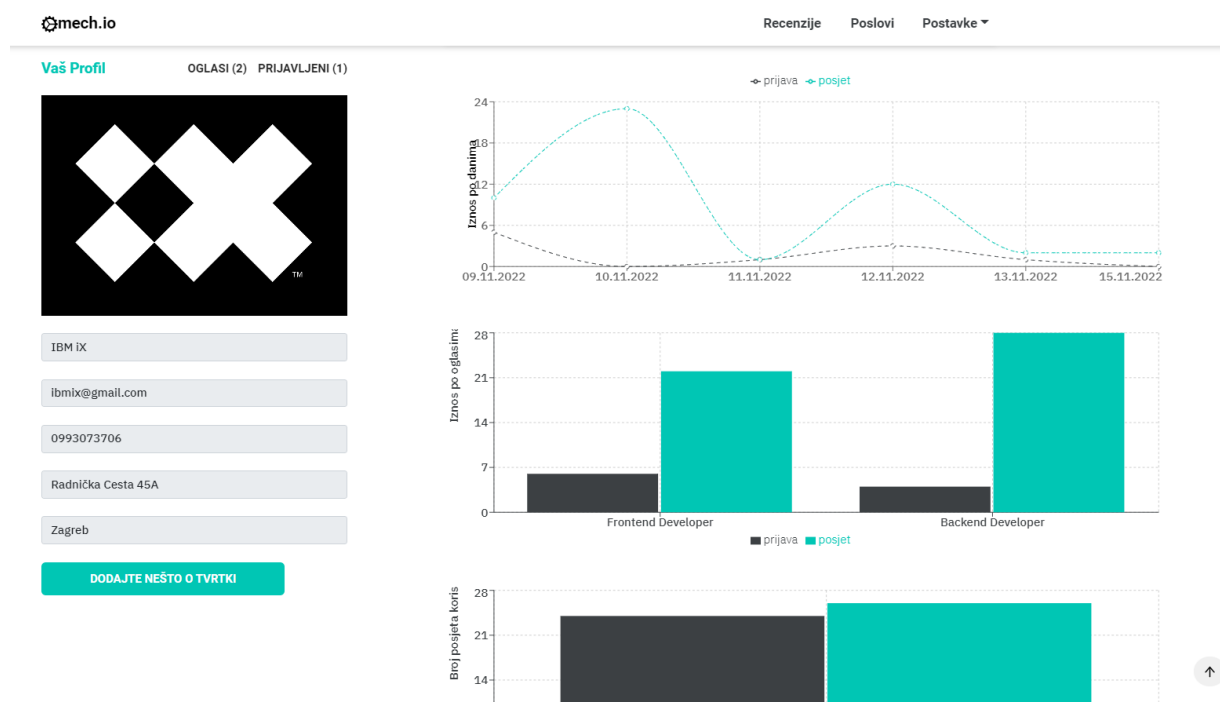 mech.io
Recenzije Poslovi Postavke
Vaš Profil OGLASI (2) PRIJAVLJENI (1)
TM
IBM iX
ibmix@gmail.com
0993073706
Radnička Cesta 45A
Zagreb
DODAJTE NEŠTO O TVRTKI
prijava posjet
Iznos po danima
24
18
12
6
0
09.11.2022 10.11.2022 11.11.2022 12.11.2022 13.11.2022 15.11.2022
Iznos po oglasima
28
21
14
7
0
Frontend Developer Backend Developer
prijava posjet
Broj posjeta koris
28
21
14